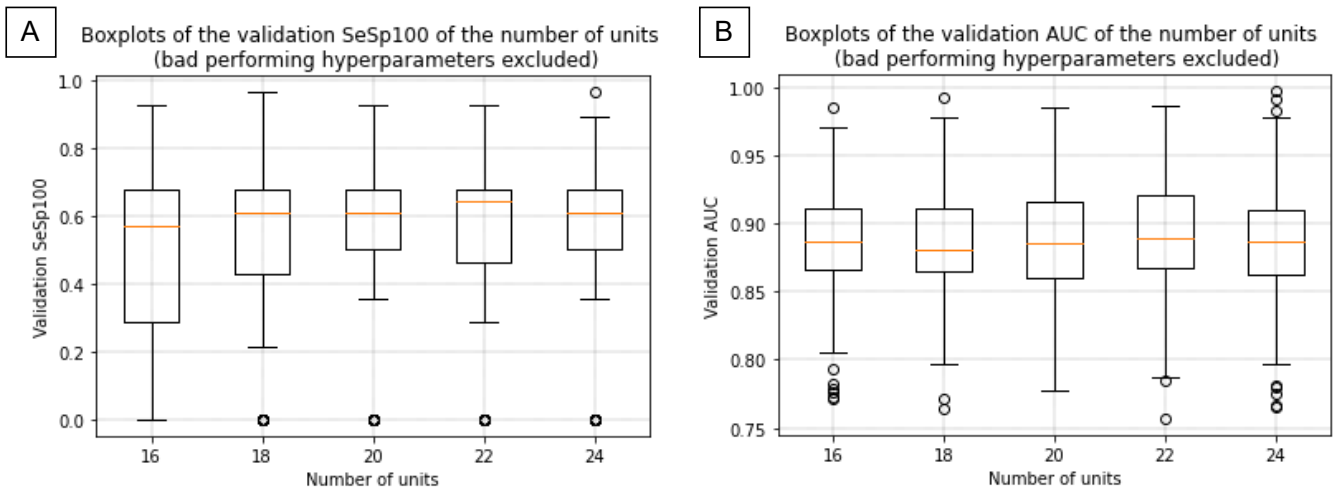 A
Boxplots of the validation SeSp100 of the number of units
(bad performing hyperparameters excluded)
1.0
0.8
0.6
0.4
0.2
0.0
Validation SeSp100
16 18 20 22 24
Number of units
B
Boxplots of the validation AUC of the number of units
(bad performing hyperparameters excluded)
1.00
0.95
0.90
0.85
0.80
0.75
Validation AUC
16 18 20 22 24
Number of units